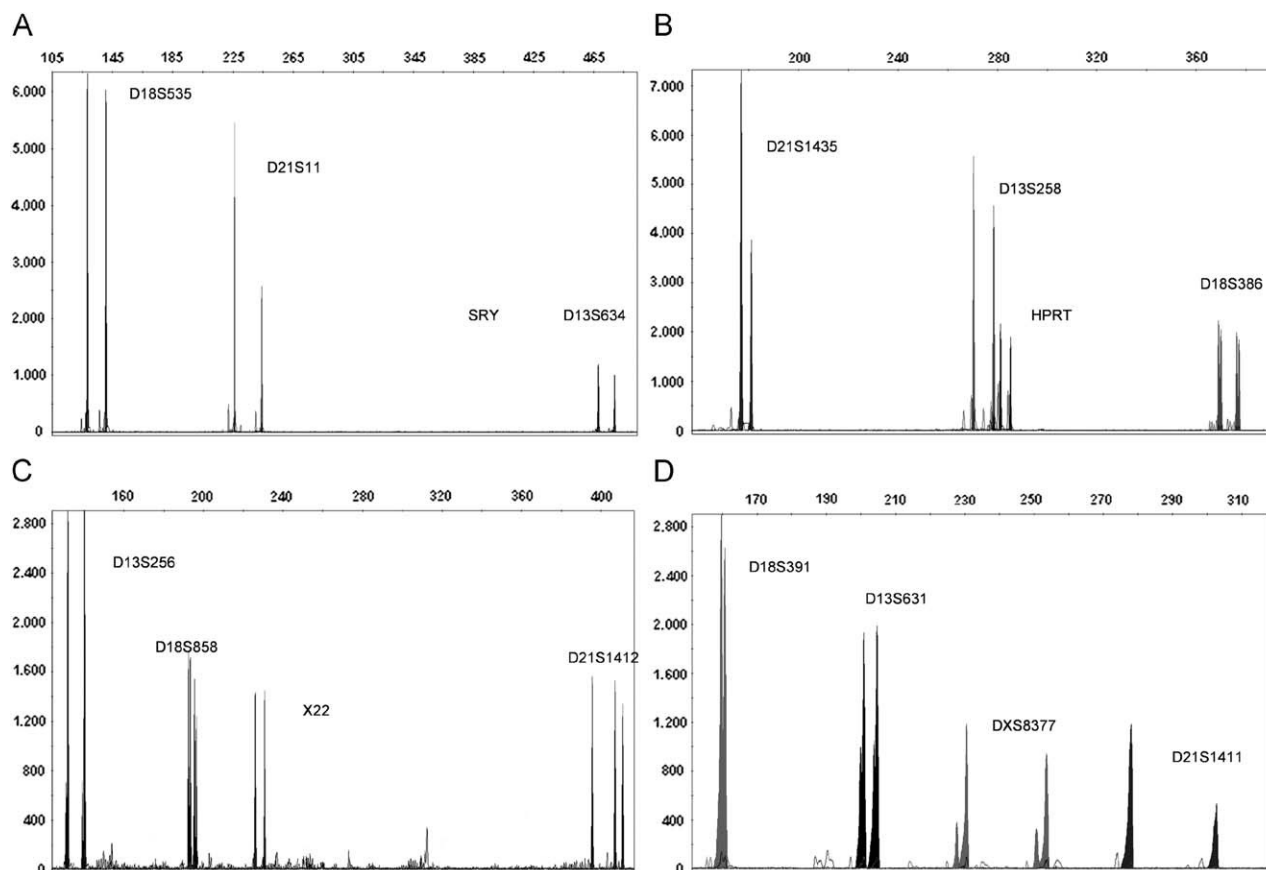 A
105 145 185 225 265 305 345 385 425 465
6.000
5.000
4.000
3.000
2.000
1.000
0
D18S535
D21S11
SRY
D13S634
B
200 240 280 320 360
7.000
6.000
5.000
4.000
3.000
2.000
1.000
0
D21S1435
D13S258
HPRT
D18S386
C
160 200 240 280 320 360 400
2.800
2.400
2.000
1.600
1.200
800
400
0
D13S256
D18S858
X22
D21S1412
D
170 190 210 230 250 270 290 310
2.800
2.400
2.000
1.600
1.200
800
400
0
D18S391
D13S631
DXS8377
D21S1411